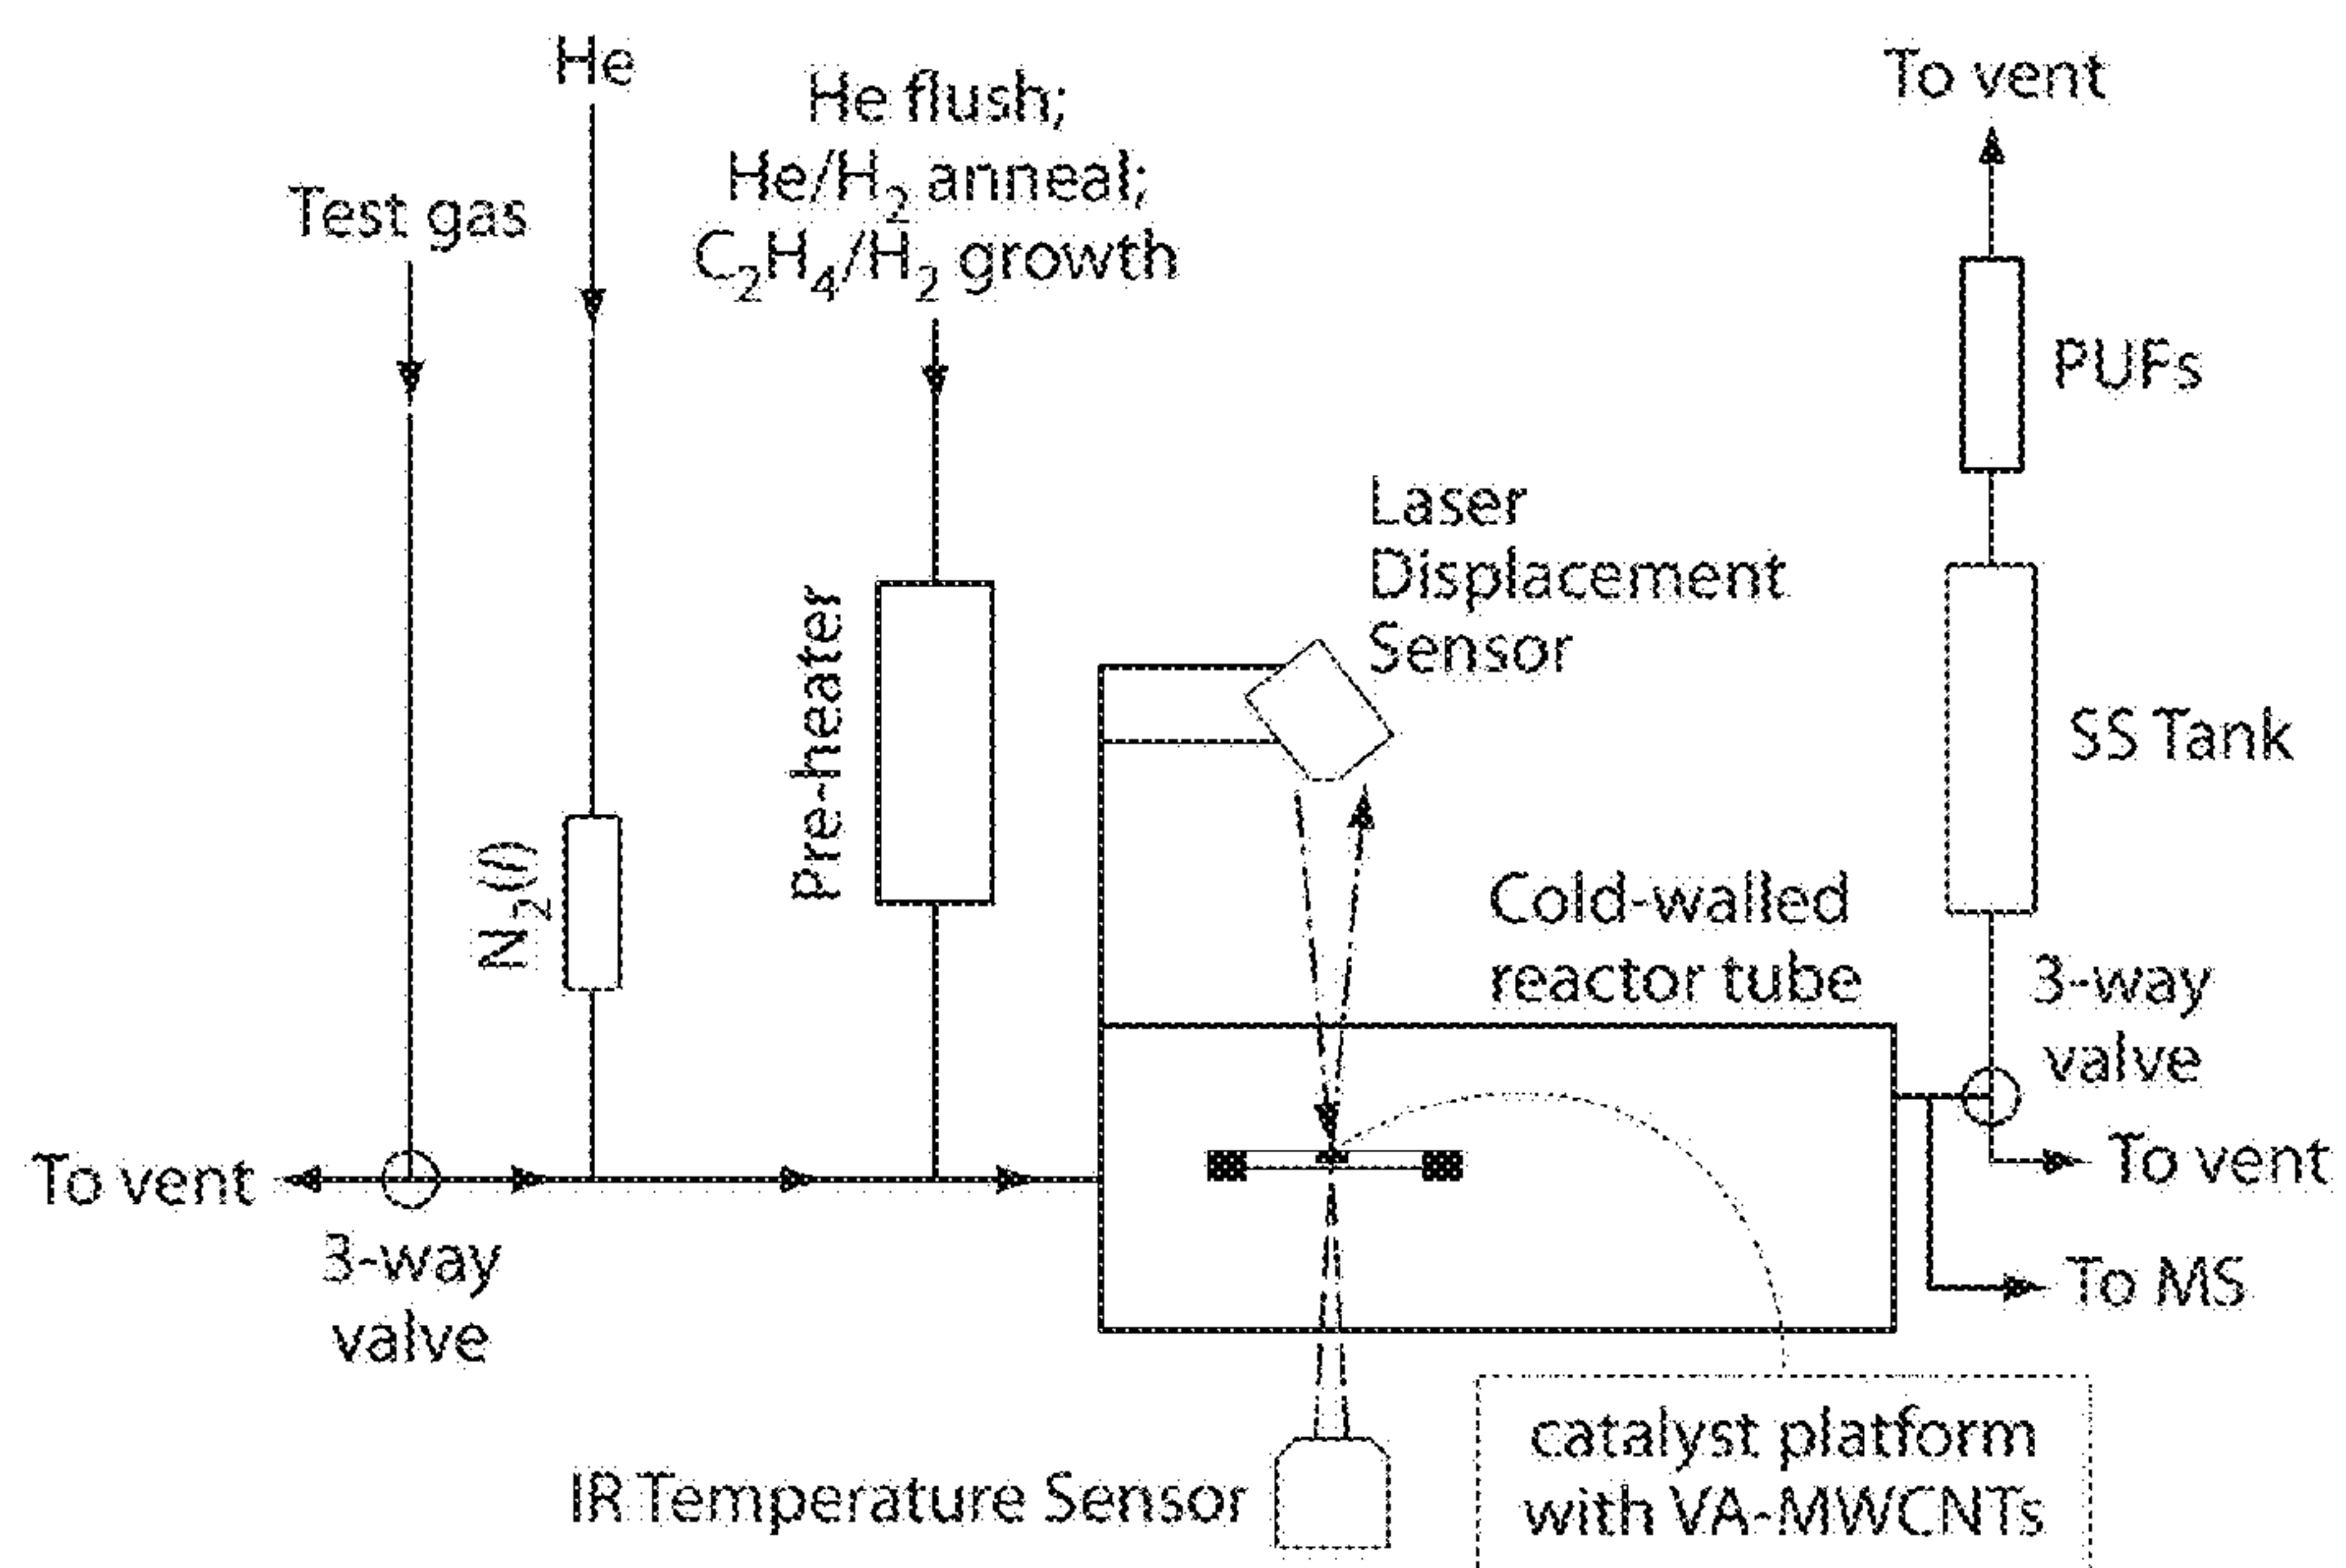 He
To vent
He flush;
He/H₂ anneal;
C₂H₄/H₂ growth
Test gas
PUFs
Laser
Displacement
Sensor
Pre-heater
SS Tank
N₂(l)
Cold-walled
reactor tube
3-way
valve
To vent
To vent
3-way
valve
To MS
catalyst platform
with VA-MWCNTs
IR Temperature Sensor